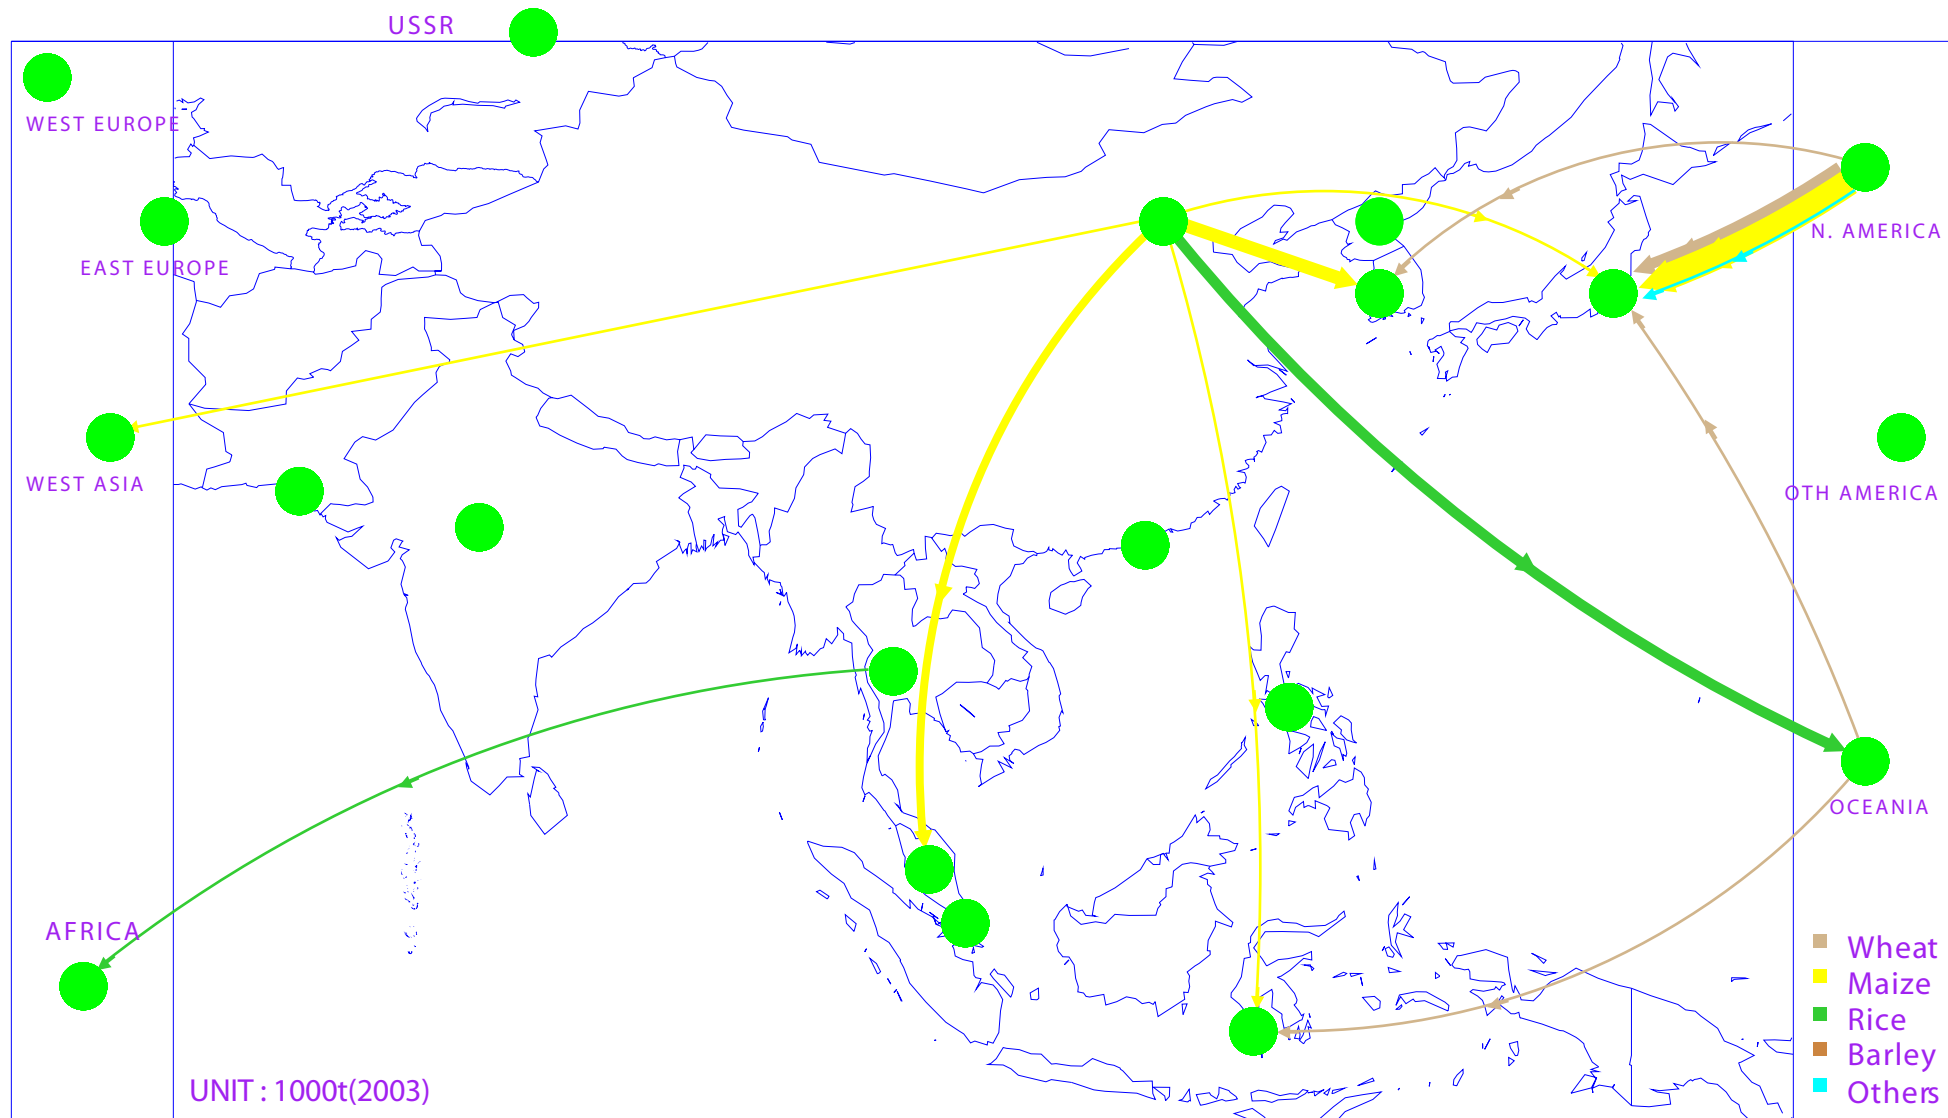 USSR
WEST EUROPE
N. AMERICA
EAST EUROPE
WEST ASIA
OTH AMERICA
OCEANIA
AFRICA
Wheat
Maize
Rice
Barley
Others
UNIT : 1000t(2003)